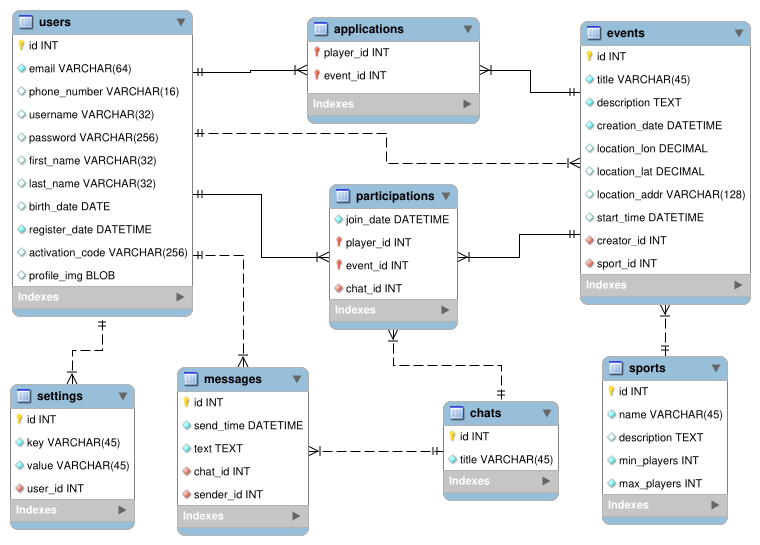 users
id INT
email VARCHAR(64)
phone_number VARCHAR(16)
username VARCHAR(32)
password VARCHAR(256)
first_name VARCHAR(32)
last_name VARCHAR(32)
birth_date DATE
register_date DATETIME
activation_code VARCHAR(256)
profile_img BLOB
Indexes
applications
player_id INT
event_id INT
Indexes
events
id INT
title VARCHAR(45)
description TEXT
creation_date DATETIME
location_lon DECIMAL
location_lat DECIMAL
location_addr VARCHAR(128)
start_time DATETIME
creator_id INT
sport_id INT
Indexes
participations
join_date DATETIME
player_id INT
event_id INT
chat_id INT
Indexes
settings
id INT
key VARCHAR(45)
value VARCHAR(45)
user_id INT
Indexes
messages
id INT
send_time DATETIME
text TEXT
chat_id INT
sender_id INT
Indexes
chats
id INT
title VARCHAR(45)
Indexes
sports
id INT
name VARCHAR(45)
description TEXT
min_players INT
max_players INT
Indexes